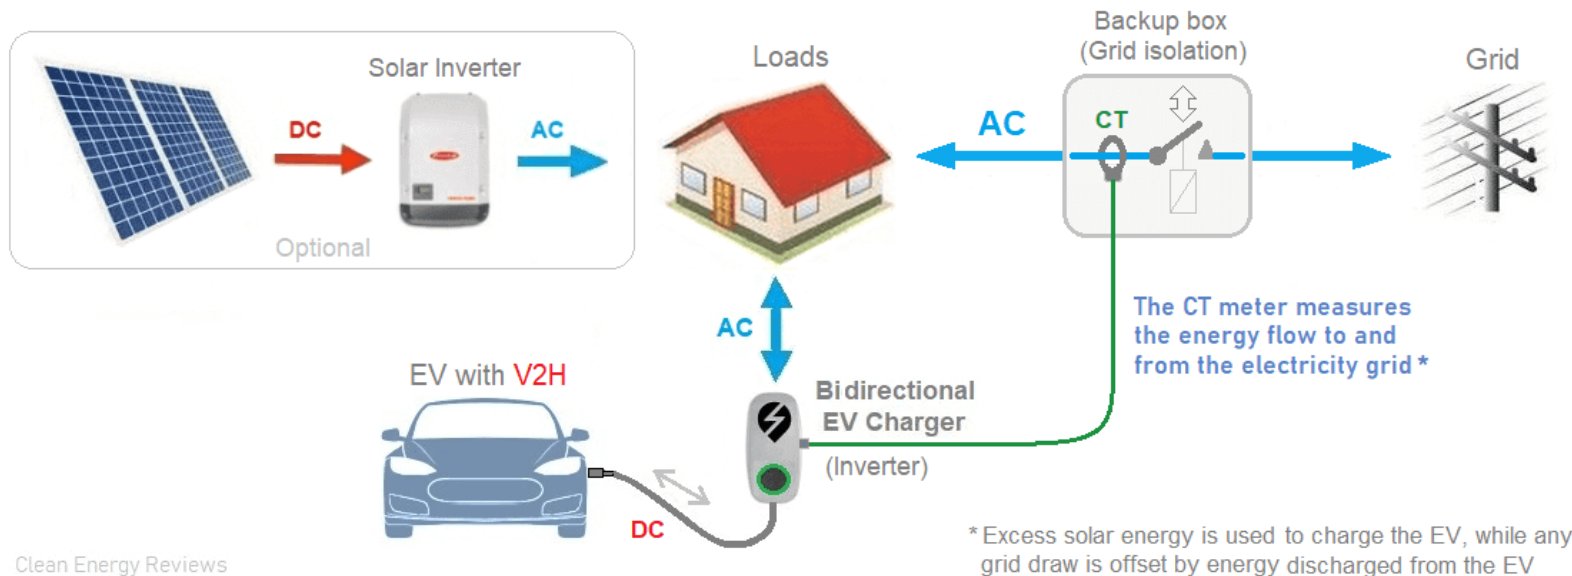 Backup box
(Grid isolation)
Loads
Grid
Solar Inverter
DC
AC
AC
CT
Optional
The CT meter measures
the energy flow to and
from the electricity grid *
AC
EV with V2H
Bidirectional
EV Charger
(Inverter)
DC
* Excess solar energy is used to charge the EV, while any
grid draw is offset by energy discharged from the EV
Clean Energy Reviews